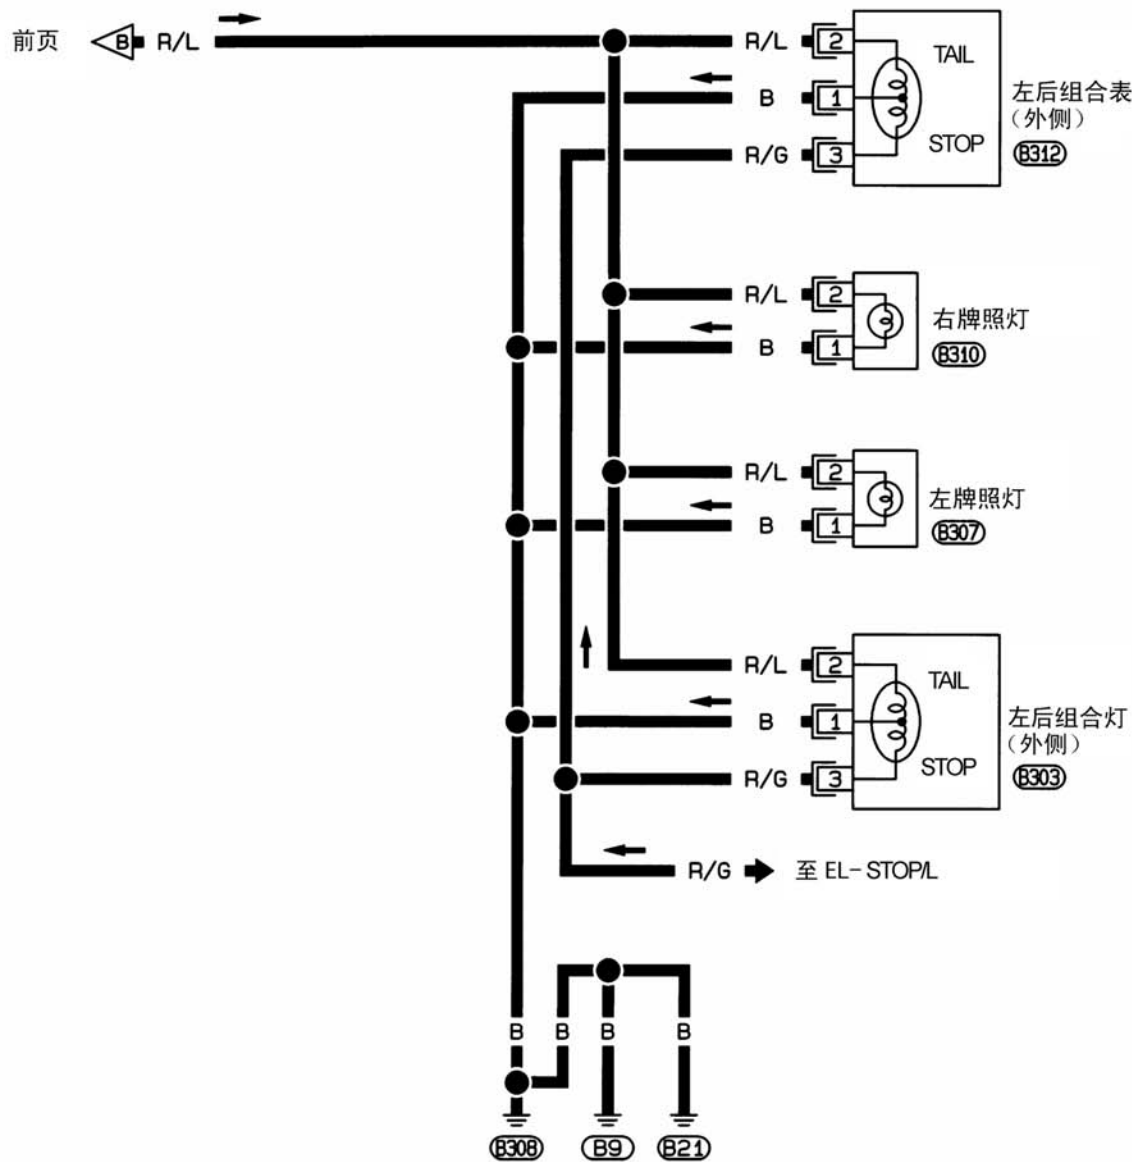 前页 B R/L R/L 2 TAIL
B 1 左后组合表
（外侧）
R/G 3 STOP B312
R/L 2 右牌照灯
B 1 B310
R/L 2 左牌照灯
B 1 B307
R/L 2 TAIL
B 1 左后组合灯
（外侧）
R/G 3 STOP B303
R/G 至 EL-STOP/L
B B B B
B308 B9 B21